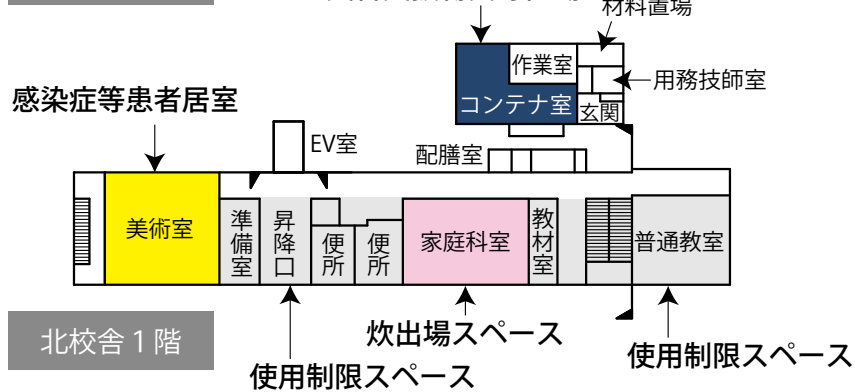 材料置場
作業室
用務技師室
コンテナ室
玄関
感染症等患者居室
EV室
配膳室
美術室
準備室
昇降口
便所
便所
家庭科室
教材室
普通教室
炊出場スペース
使用制限スペース
北校舎1階
使用制限スペース